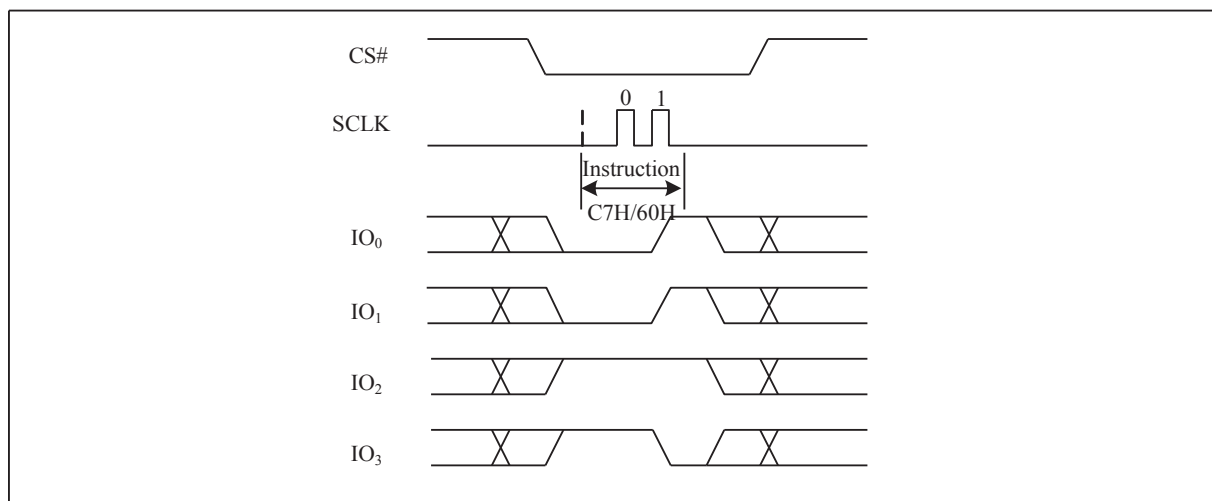 CS#
0 1
SCLK
Instruction
C7H/60H
IO0
IO1
IO2
IO3